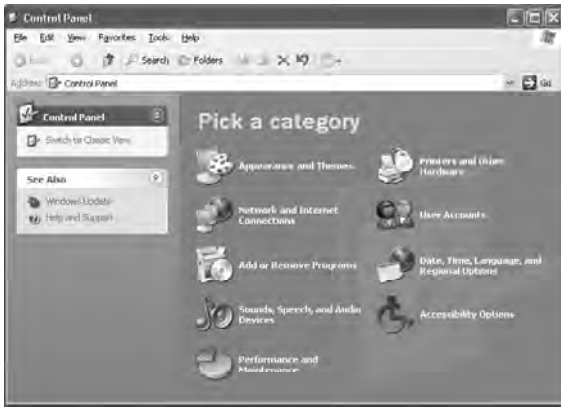 Control Panel
File Edit View Favorites Tools Help
Back Search Folders
Address Control Panel Go
Control Panel
Switch to Classic View
See Also
Windows Update
Help and Support
Pick a category
Appearance and Themes
Printers and Other
Hardware
Network and Internet
Connections
User Accounts
Add or Remove Programs
Date, Time, Language, and
Regional Options
Sounds, Speech, and Audio
Devices
Accessibility Options
Performance and
Maintenance